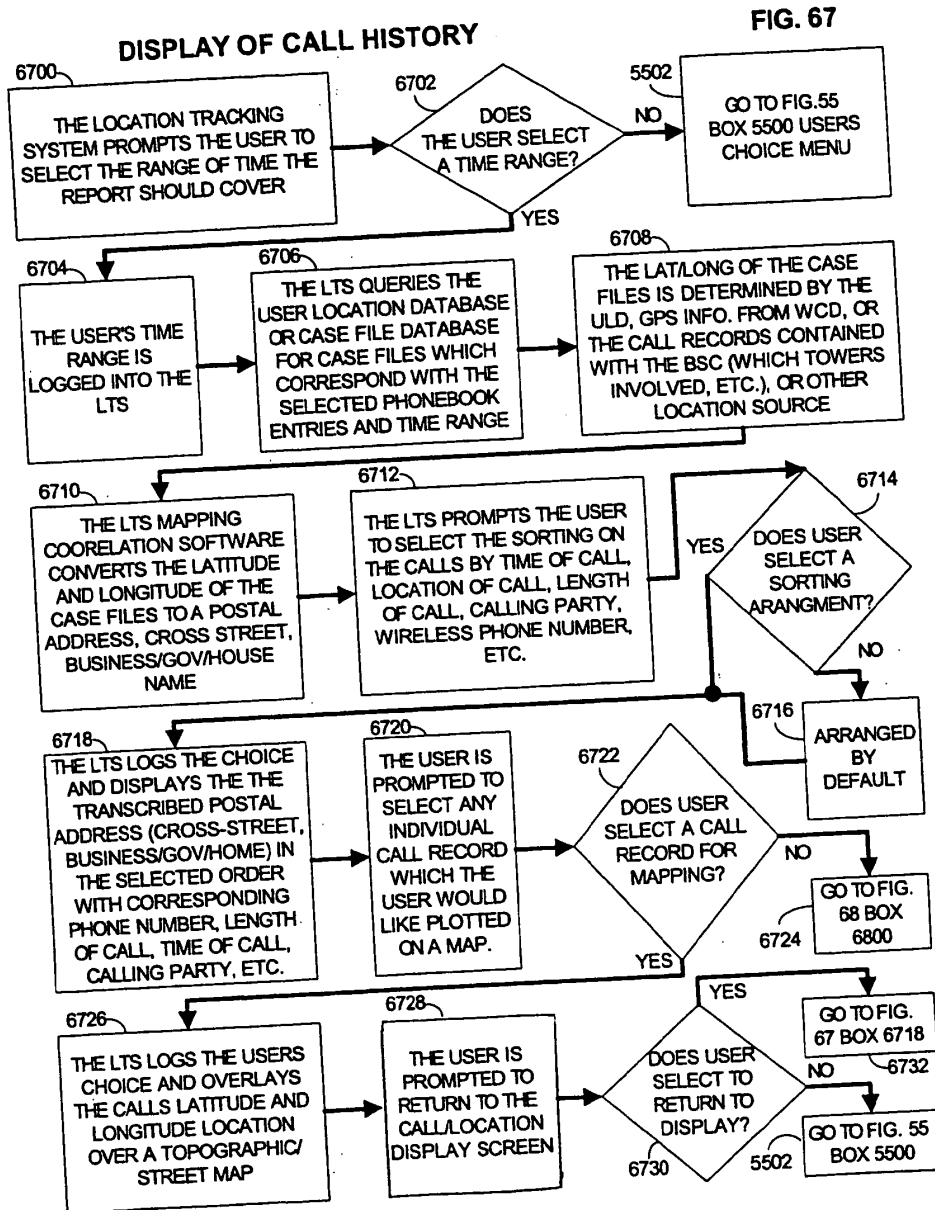 DISPLAY OF CALL HISTORY
FIG. 67
6700
THE LOCATION TRACKING
SYSTEM PROMPTS THE USER TO
SELECT THE RANGE OF TIME THE
REPORT SHOULD COVER
6702
DOES
THE USER SELECT
A TIME RANGE?
NO
YES
5502
GO TO FIG.55
BOX 5500 USERS
CHOICE MENU
6704
THE USER'S TIME
RANGE IS
LOGGED INTO THE
LTS
6706
THE LTS QUERIES THE
USER LOCATION DATABASE
OR CASE FILE DATABASE
FOR CASE FILES WHICH
CORRESPOND WITH THE
SELECTED PHONEBOOK
ENTRIES AND TIME RANGE
6708
THE LAT/LONG OF THE CASE
FILES IS DETERMINED BY THE
ULD, GPS INFO. FROM WCD, OR
THE CALL RECORDS CONTAINED
WITH THE BSC (WHICH TOWERS
INVOLVED, ETC.), OR OTHER
LOCATION SOURCE
6710
THE LTS MAPPING
COORELATION SOFTWARE
CONVERTS THE LATITUDE
AND LONGITUDE OF THE
CASE FILES TO A POSTAL
ADDRESS, CROSS STREET,
BUSINESS/GOV/HOUSE
NAME
6712
THE LTS PROMPTS THE USER
TO SELECT THE SORTING ON
THE CALLS BY TIME OF CALL,
LOCATION OF CALL, LENGTH
OF CALL, CALLING PARTY,
WIRELESS PHONE NUMBER,
ETC.
6714
YES
DOES USER
SELECT A
SORTING
ARANGMENT?
NO
6716
ARRANGED
BY
DEFAULT
6718
THE LTS LOGS THE CHOICE
AND DISPLAYS THE THE
TRANSCRIBED POSTAL
ADDRESS (CROSS-STREET,
BUSINESS/GOV/HOME) IN
THE SELECTED ORDER
WITH CORRESPONDING
PHONE NUMBER, LENGTH
OF CALL, TIME OF CALL,
CALLING PARTY, ETC.
6720
THE USER IS
PROMPTED TO
SELECT ANY
INDIVIDUAL
CALL RECORD
WHICH THE
USER WOULD
LIKE PLOTTED
ON A MAP.
6722
DOES USER
SELECT A CALL
RECORD FOR
MAPPING?
NO
YES
6724
GO TO FIG.
68 BOX
6800
6726
THE LTS LOGS THE USERS
CHOICE AND OVERLAYS
THE CALLS LATITUDE AND
LONGITUDE LOCATION
OVER A TOPOGRAPHIC/
STREET MAP
6728
THE USER IS
PROMPTED TO
RETURN TO THE
CALL/LOCATION
DISPLAY SCREEN
YES
DOES USER
SELECT TO
RETURN TO
DISPLAY?
6730
NO
GO TO FIG.
67 BOX 6718
6732
5502
GO TO FIG. 55
BOX 5500